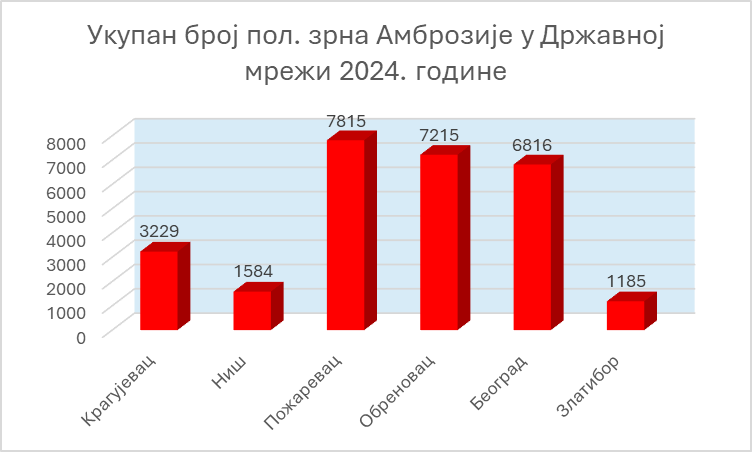 Укупан број пол. зрна Амброзије у Државној
мрежи 2024. године
8000
7000
6000
5000
4000
3000
2000
1000
0
3229
1584
7815
7215
6816
1185
Крагујевац
Ниш
Пожаревац
Обреновац
Београд
Златибор